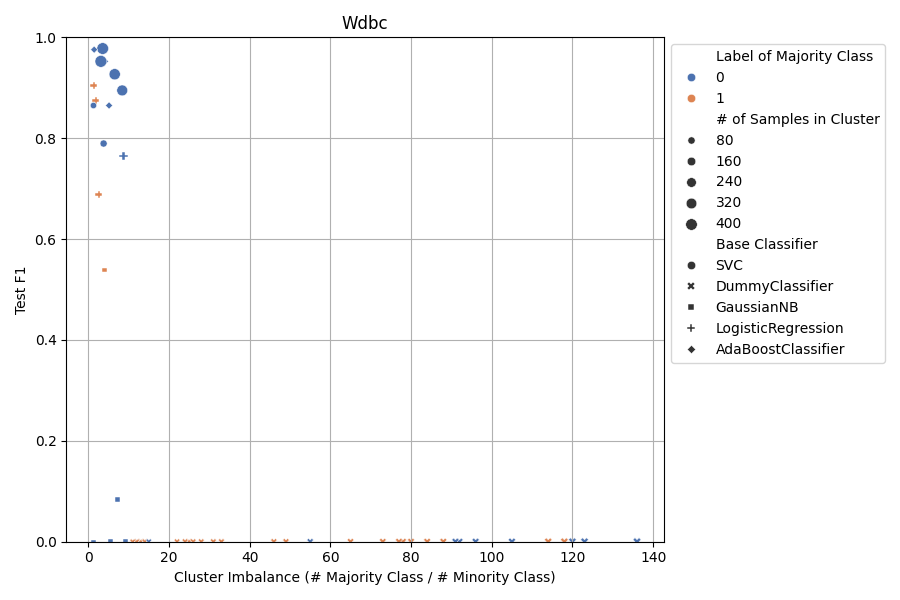 Wdbc
1.0
0.8
0.6
0.4
0.2
0.0
Test F1
0 20 40 60 80 100 120 140
Cluster Imbalance (# Majority Class / # Minority Class)
Label of Majority Class
0
1
# of Samples in Cluster
80
160
240
320
400
Base Classifier
SVC
DummyClassifier
GaussianNB
LogisticRegression
AdaBoostClassifier